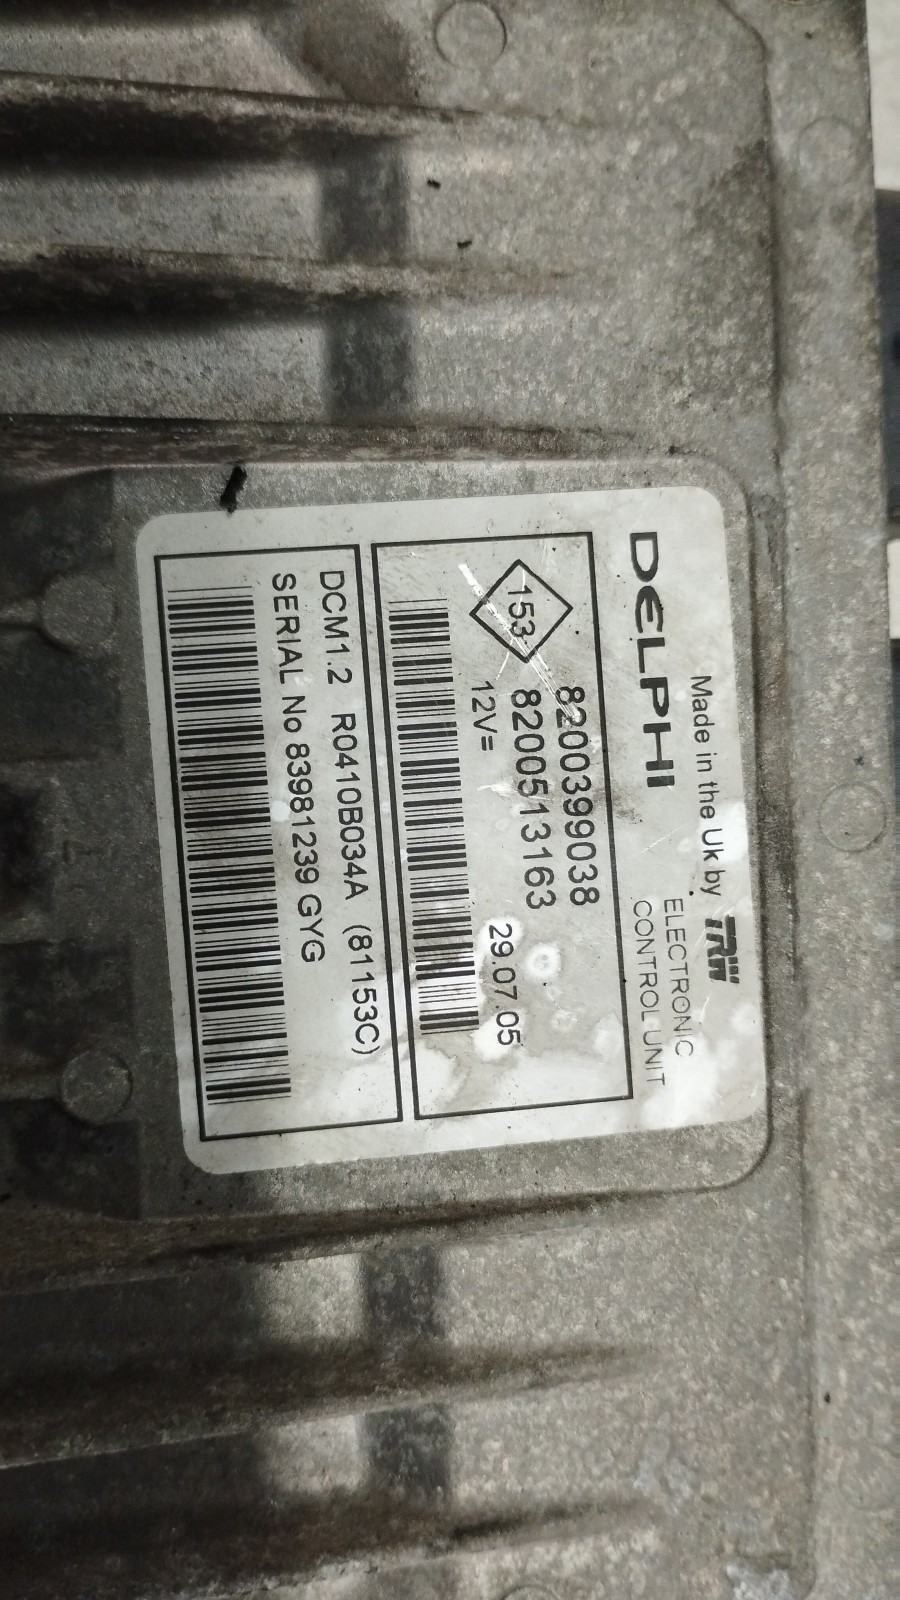 Made in the Uk by TRW
DELPHI
ELECTRONIC
CONTROL UNIT
153
8200399038
8200513163
12V=
29.07.05
DCM1.2 R0410B034A (81153C)
SERIAL No 83981239 GYG